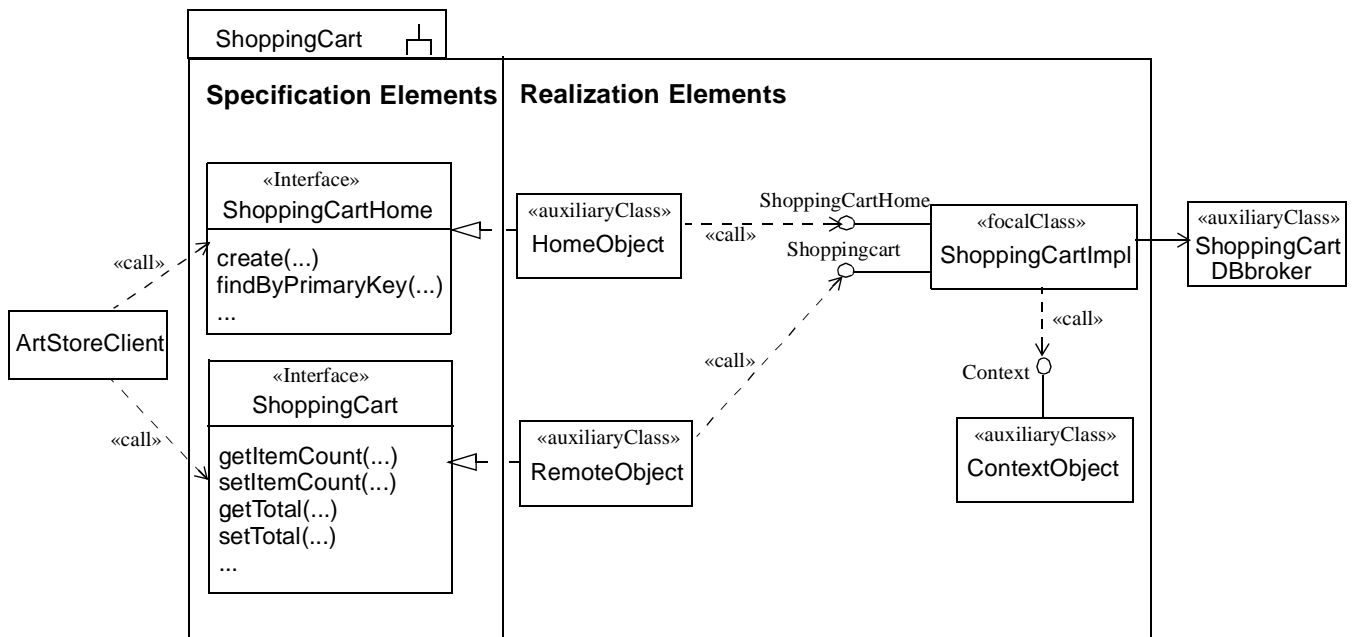 ShoppingCart
Specification Elements
Realization Elements
«Interface»
ShoppingCartHome
create(...)
findByPrimaryKey(...)
...
«call»
ArtStoreClient
«call»
«Interface»
ShoppingCart
getItemCount(...)
setItemCount(...)
getTotal(...)
setTotal(...)
...
«auxiliaryClass»
HomeObject
«call»
ShoppingCartHome
Shoppingcart
«focalClass»
ShoppingCartImpl
«auxiliaryClass»
ShoppingCart
DBbroker
«call»
«call»
Context
«auxiliaryClass»
RemoteObject
«auxiliaryClass»
ContextObject